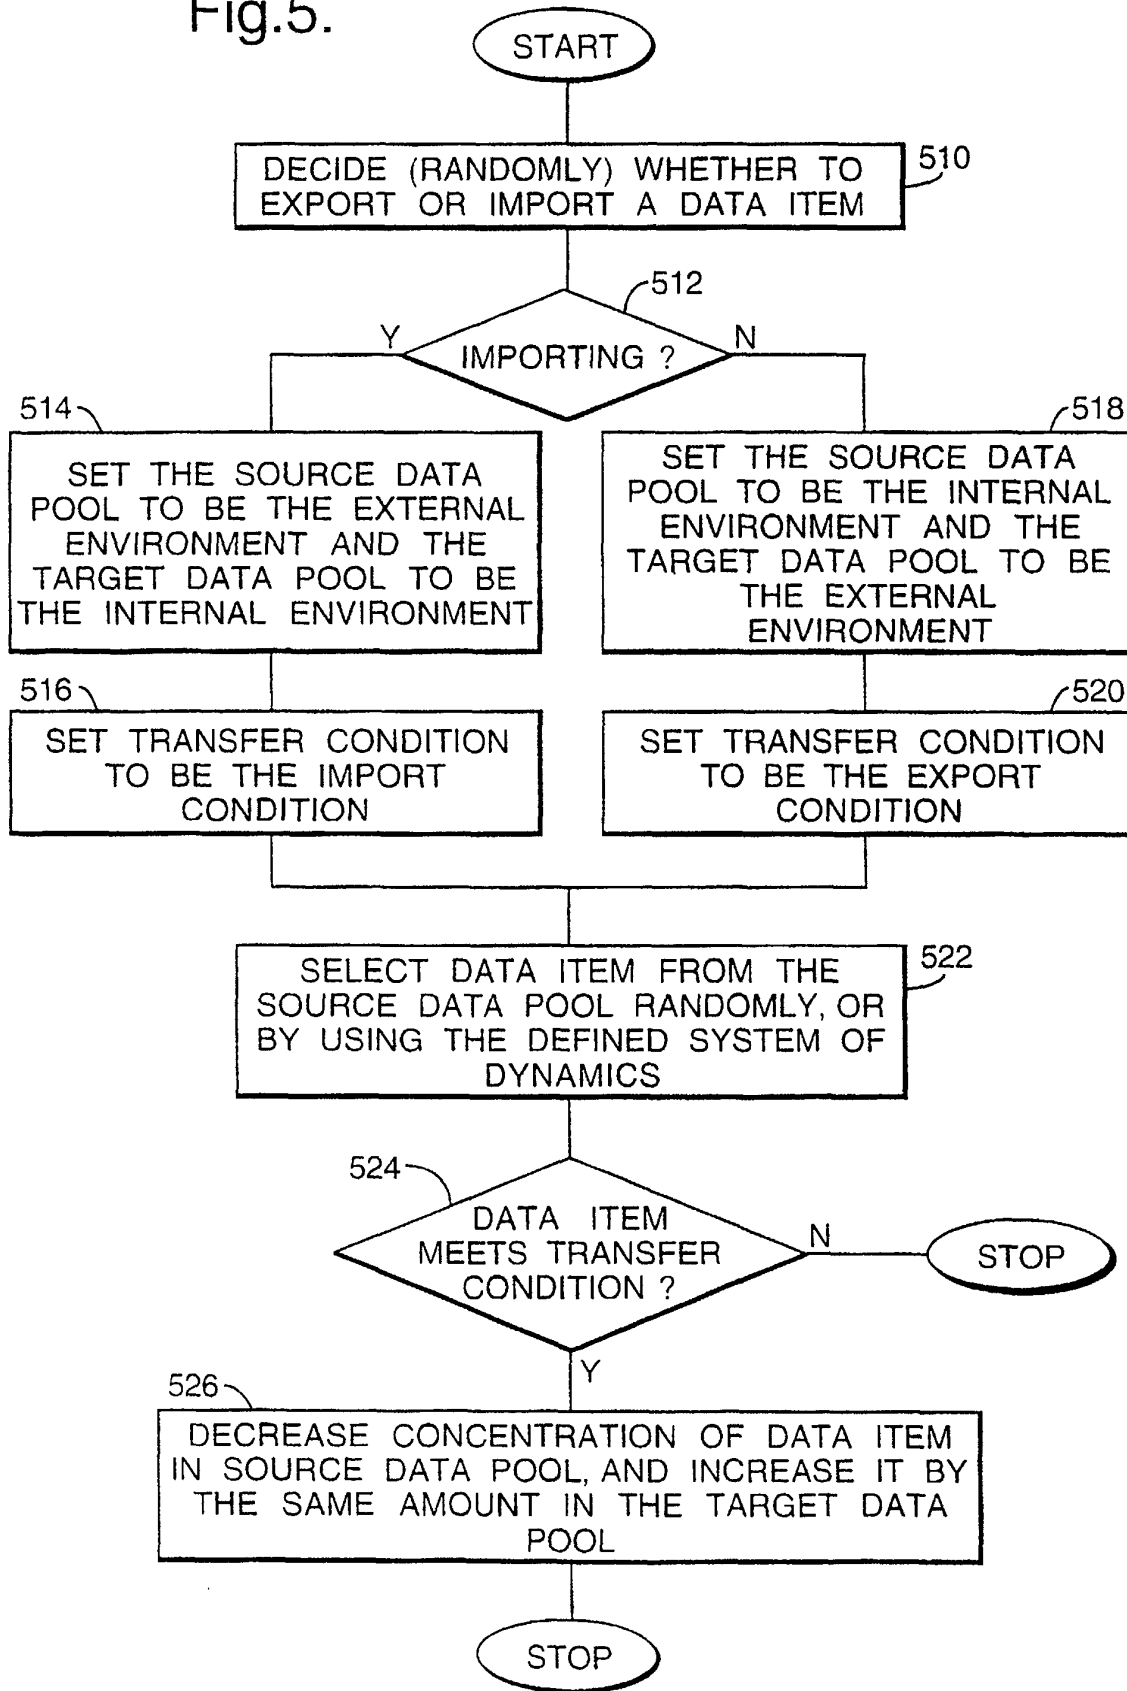 Fig.5.
START
DECIDE (RANDOMLY) WHETHER TO
EXPORT OR IMPORT A DATA ITEM
510
512
IMPORTING ?
Y
N
514
SET THE SOURCE DATA
POOL TO BE THE EXTERNAL
ENVIRONMENT AND THE
TARGET DATA POOL TO BE
THE INTERNAL ENVIRONMENT
518
SET THE SOURCE DATA
POOL TO BE THE INTERNAL
ENVIRONMENT AND THE
TARGET DATA POOL TO BE
THE EXTERNAL
ENVIRONMENT
516
SET TRANSFER CONDITION
TO BE THE IMPORT
CONDITION
520
SET TRANSFER CONDITION
TO BE THE EXPORT
CONDITION
522
SELECT DATA ITEM FROM THE
SOURCE DATA POOL RANDOMLY, OR
BY USING THE DEFINED SYSTEM OF
DYNAMICS
524
DATA ITEM
MEETS TRANSFER
CONDITION ?
N
STOP
Y
526
DECREASE CONCENTRATION OF DATA ITEM
IN SOURCE DATA POOL, AND INCREASE IT BY
THE SAME AMOUNT IN THE TARGET DATA
POOL
STOP